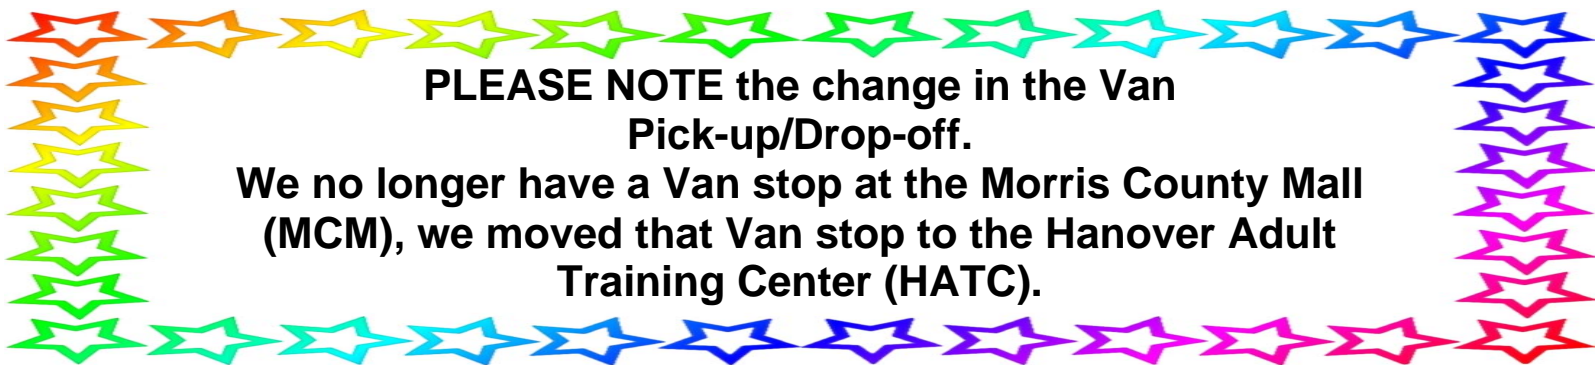 PLEASE NOTE the change in the Van
Pick-up/Drop-off.
We no longer have a Van stop at the Morris County Mall
(MCM), we moved that Van stop to the Hanover Adult
Training Center (HATC).